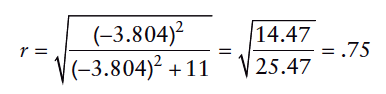 r = √((−3.804)² / ((−3.804)² + 11)) = √(14.47 / 25.47) = .75